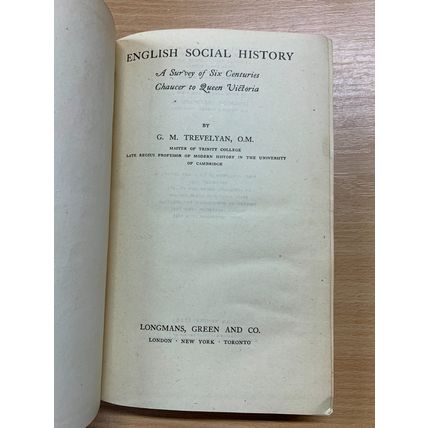 ENGLISH SOCIAL HISTORY
A Survey of Six Centuries
Chaucer to Queen Victoria
BY
G. M. TREVELYAN, O.M.
MASTER OF TRINITY COLLEGE
LATE REGIUS PROFESSOR OF MODERN HISTORY IN THE UNIVERSITY
OF CAMBRIDGE
LONGMANS, GREEN AND CO.
LONDON · NEW YORK · TORONTO